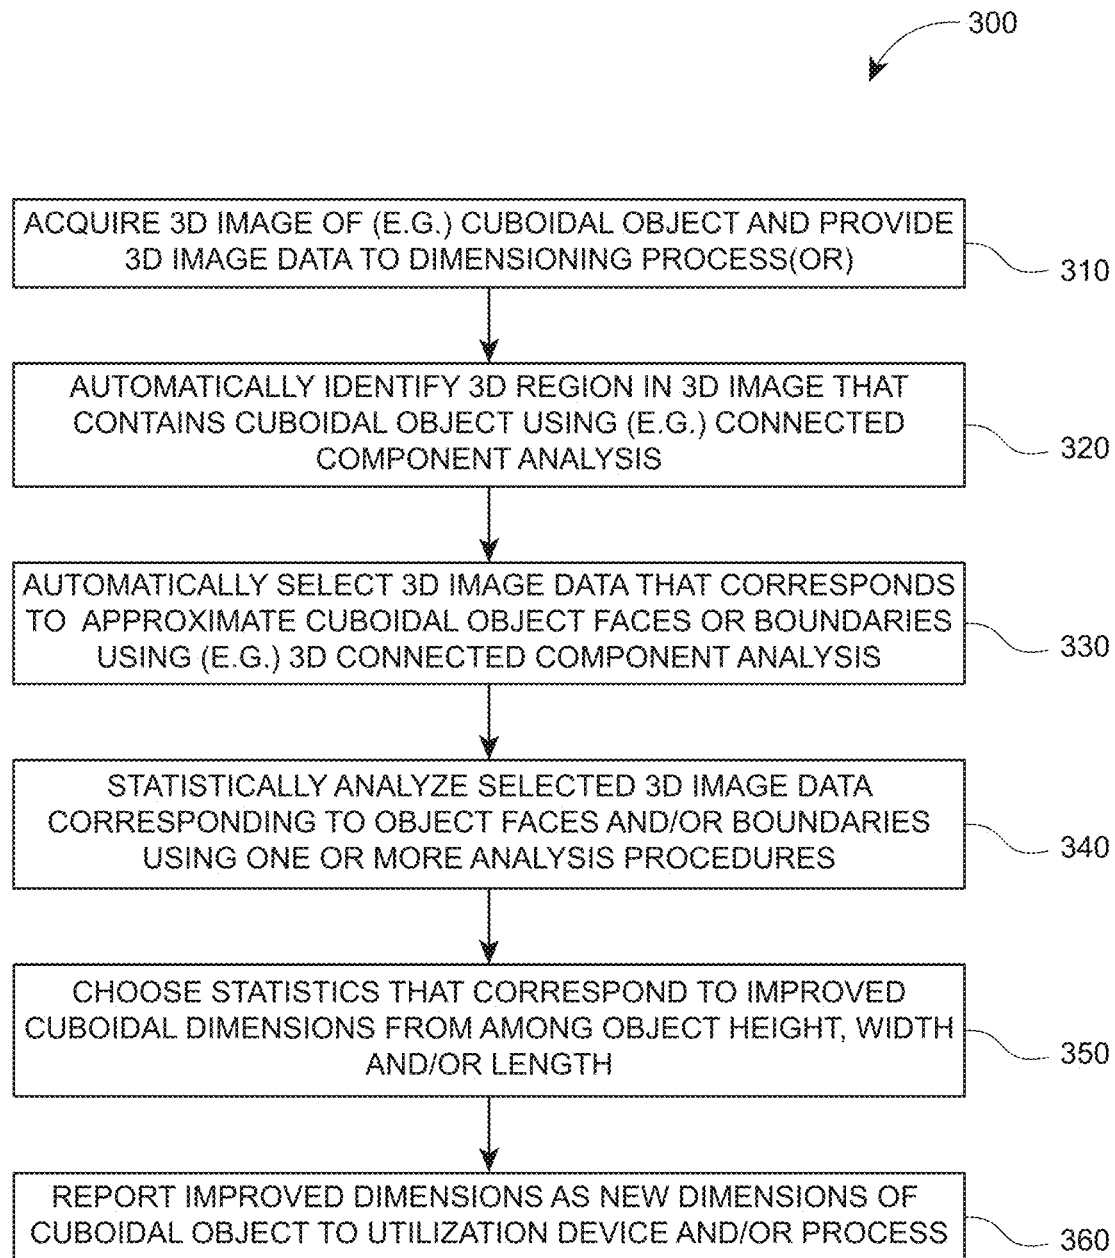 300
ACQUIRE 3D IMAGE OF (E.G.) CUBOIDAL OBJECT AND PROVIDE
3D IMAGE DATA TO DIMENSIONING PROCESS(OR)
310
AUTOMATICALLY IDENTIFY 3D REGION IN 3D IMAGE THAT
CONTAINS CUBOIDAL OBJECT USING (E.G.) CONNECTED
COMPONENT ANALYSIS
320
AUTOMATICALLY SELECT 3D IMAGE DATA THAT CORRESPONDS
TO APPROXIMATE CUBOIDAL OBJECT FACES OR BOUNDARIES
USING (E.G.) 3D CONNECTED COMPONENT ANALYSIS
330
STATISTICALLY ANALYZE SELECTED 3D IMAGE DATA
CORRESPONDING TO OBJECT FACES AND/OR BOUNDARIES
USING ONE OR MORE ANALYSIS PROCEDURES
340
CHOOSE STATISTICS THAT CORRESPOND TO IMPROVED
CUBOIDAL DIMENSIONS FROM AMONG OBJECT HEIGHT, WIDTH
AND/OR LENGTH
350
REPORT IMPROVED DIMENSIONS AS NEW DIMENSIONS OF
CUBOIDAL OBJECT TO UTILIZATION DEVICE AND/OR PROCESS
360